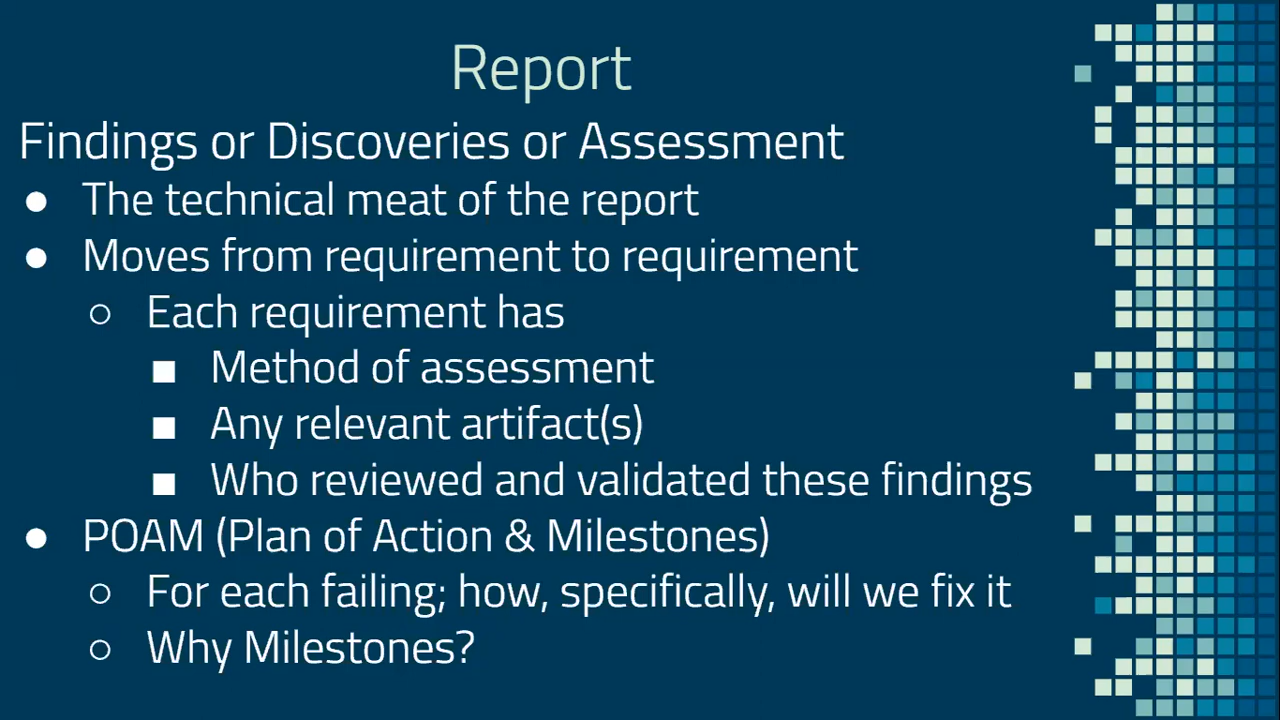 Report
Findings or Discoveries or Assessment
● The technical meat of the report
● Moves from requirement to requirement
○ Each requirement has
■ Method of assessment
■ Any relevant artifact(s)
■ Who reviewed and validated these findings
● POAM (Plan of Action & Milestones)
○ For each failing; how, specifically, will we fix it
○ Why Milestones?